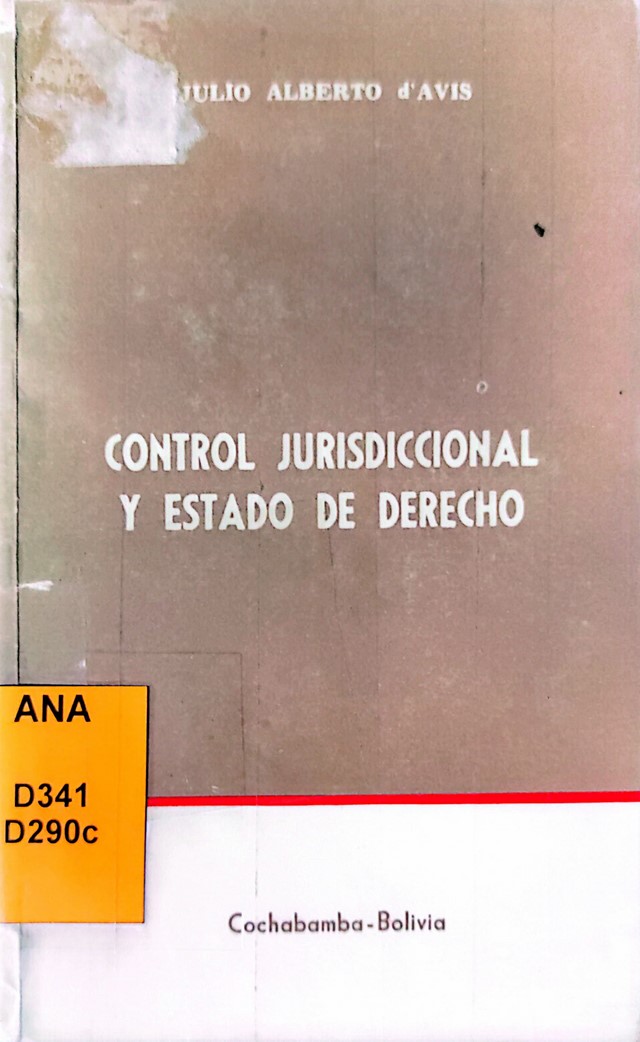 JULIO ALBERTO d'AVIS
CONTROL JURISDICCIONAL
Y ESTADO DE DERECHO
ANA
D341
D290c
Cochabamba-Bolivia